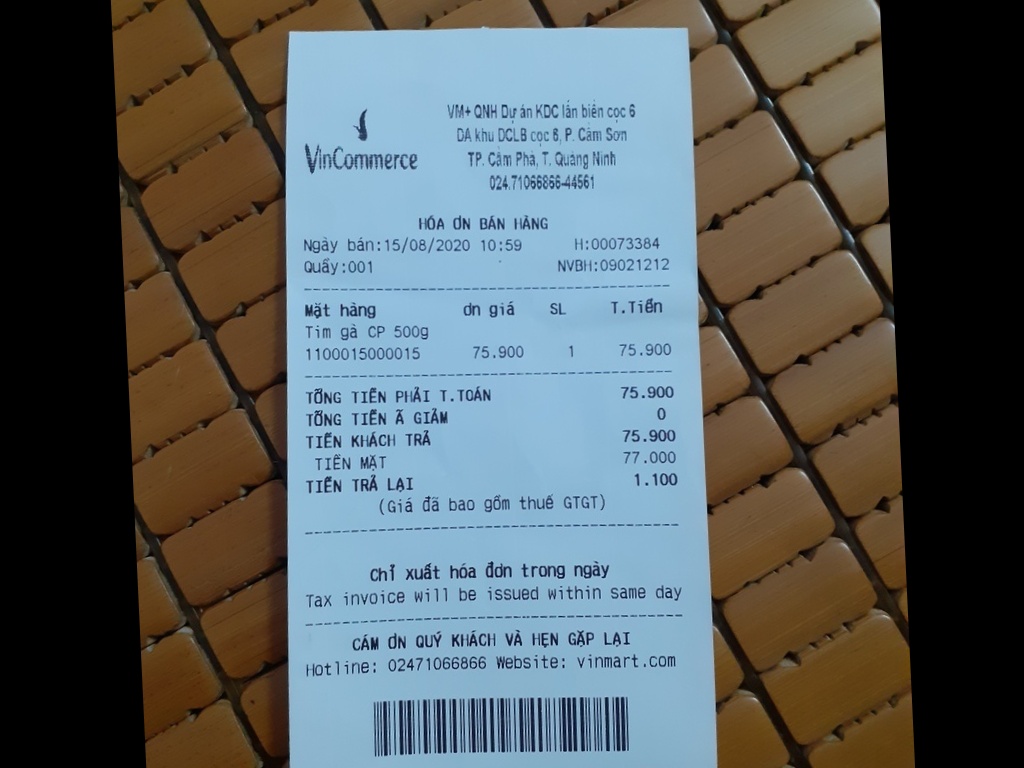 VinCommerce
VM+ QNH Dự án KDC lấn biển cọc 6
DA khu DCLB cọc 6, P. Cẩm Sơn
TP. Cẩm Phả, T. Quảng Ninh
024.71066866-44561
HÓA ƠN BÁN HÀNG
Ngày bán:15/08/2020 10:59 H:00073384
Quầy:001 NVBH:09021212
Mặt hàng ơn giá SL T.Tiền
Tim gà CP 500g
1100015000015 75.900 1 75.900
TỔNG TIỀN PHẢI T.TOÁN 75.900
TỔNG TIỀN Ã GIẢM 0
TIỀN KHÁCH TRẢ 75.900
TIỀN MẶT 77.000
TIỀN TRẢ LẠI 1.100
(Giá đã bao gồm thuế GTGT)
Chỉ xuất hóa đơn trong ngày
Tax invoice will be issued within same day
CÁM ƠN QUÝ KHÁCH VÀ HẸN GẶP LẠI
Hotline: 02471066866 Website: vinmart.com